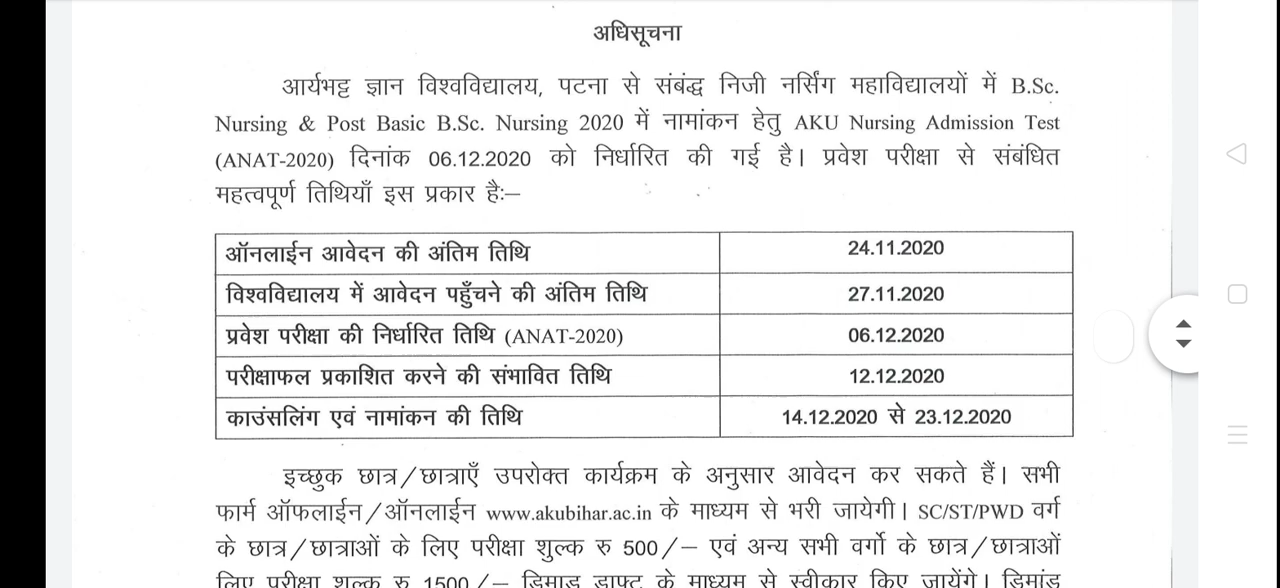 अधिसूचना
आर्यभट्ट ज्ञान विश्वविद्यालय, पटना से संबंद्ध निजी नर्सिंग महाविद्यालयों में B.Sc.
Nursing & Post Basic B.Sc. Nursing 2020 में नामांकन हेतु AKU Nursing Admission Test
(ANAT-2020) दिनांक 06.12.2020 को निर्धारित की गई है। प्रवेश परीक्षा से संबंधित
महत्वपूर्ण तिथियाँ इस प्रकार हैः–
ऑनलाईन आवेदन की अंतिम तिथि 24.11.2020
विश्वविद्यालय में आवेदन पहुँचने की अंतिम तिथि 27.11.2020
प्रवेश परीक्षा की निर्धारित तिथि (ANAT-2020) 06.12.2020
परीक्षाफल प्रकाशित करने की संभावित तिथि 12.12.2020
काउंसलिंग एवं नामांकन की तिथि 14.12.2020 से 23.12.2020
इच्छुक छात्र/छात्राएँ उपरोक्त कार्यक्रम के अनुसार आवेदन कर सकते हैं। सभी
फार्म ऑफलाईन/ऑनलाईन www.akubihar.ac.in के माध्यम से भरी जायेगी। SC/ST/PWD वर्ग
के छात्र/छात्राओं के लिए परीक्षा शुल्क रु 500/– एवं अन्य सभी वर्गो के छात्र/छात्राओं
लिए परीक्षा शुल्क रु 1500/– डिमाड डाफ्ट के माध्यम से स्वीकार किए जायेंगे। डिमांड